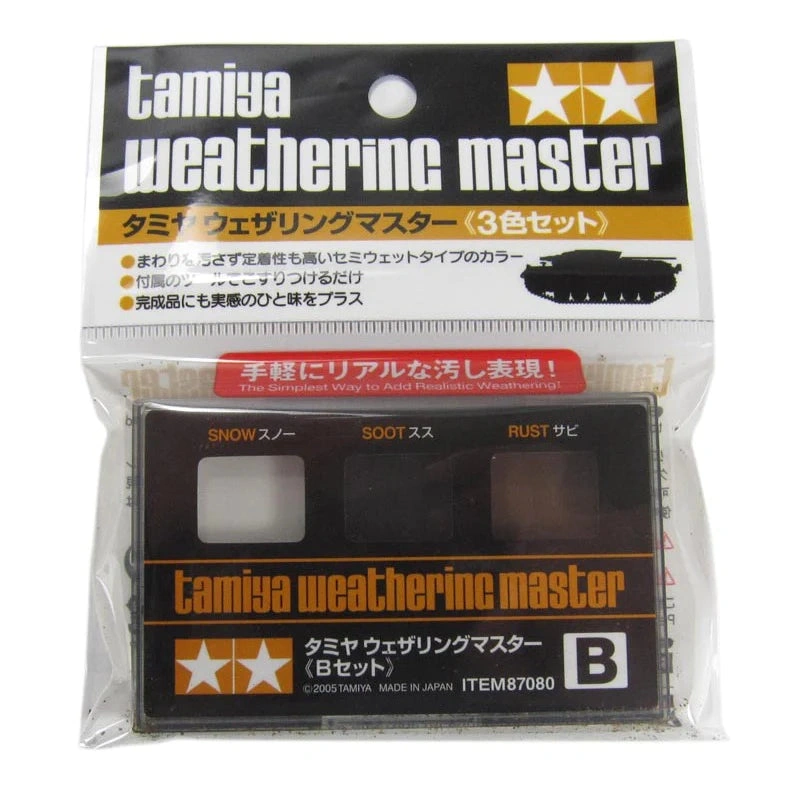 tamiya
weathering master
タミヤ ウェザリングマスター《3色セット》
●まわりを汚さず定着性も高いセミウェットタイプのカラー
●付属のツールでこすりつけるだけ
●完成品にも実感のひと味をプラス
手軽にリアルな汚し表現！
The Simplest Way to Add Realistic Weathering!
SNOW スノー SOOT スス RUST サビ
tamiya weathering master
タミヤ ウェザリングマスター
《Bセット》
B
©2005 TAMIYA MADE IN JAPAN ITEM87080